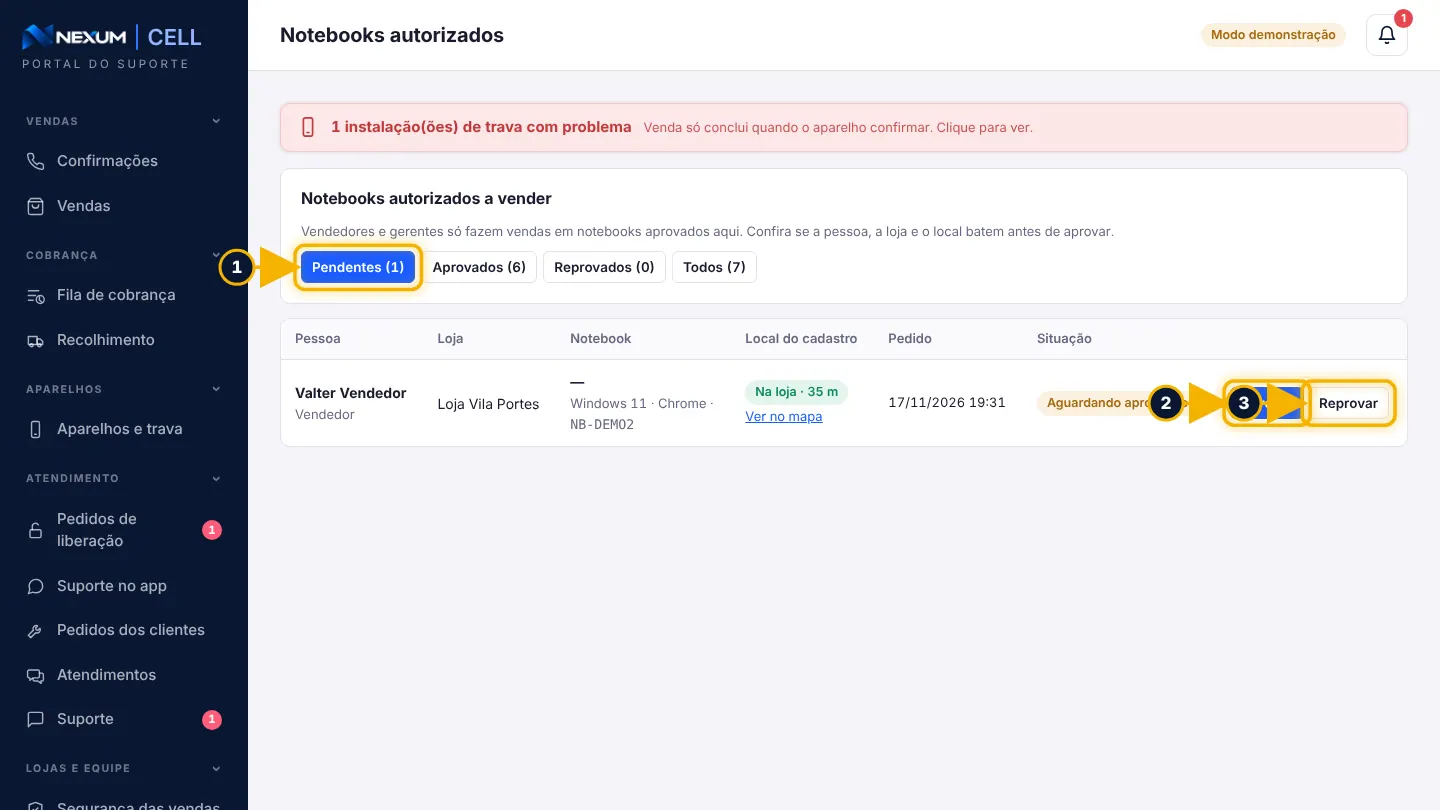 NEXUM | CELL
PORTAL DO SUPORTE
VENDAS
Confirmações
Vendas
COBRANÇA
Fila de cobrança
Recolhimento
APARELHOS
Aparelhos e trava
ATENDIMENTO
Pedidos de
liberação
1
Suporte no app
Pedidos dos clientes
Atendimentos
Suporte
1
LOJAS E EQUIPE
Segurança das vendas
Notebooks autorizados
Modo demonstração
1
1 instalação(ões) de trava com problema Venda só conclui quando o aparelho confirmar. Clique para ver.
Notebooks autorizados a vender
Vendedores e gerentes só fazem vendas em notebooks aprovados aqui. Confira se a pessoa, a loja e o local batem antes de aprovar.
1
Pendentes (1) Aprovados (6) Reprovados (0) Todos (7)
Pessoa Loja Notebook Local do cadastro Pedido Situação
Valter Vendedor
Vendedor
Loja Vila Portes
—
Windows 11 · Chrome ·
NB-DEMO2
Na loja · 35 m
Ver no mapa
17/11/2026 19:31
Aguardando
2
3
Reprovar